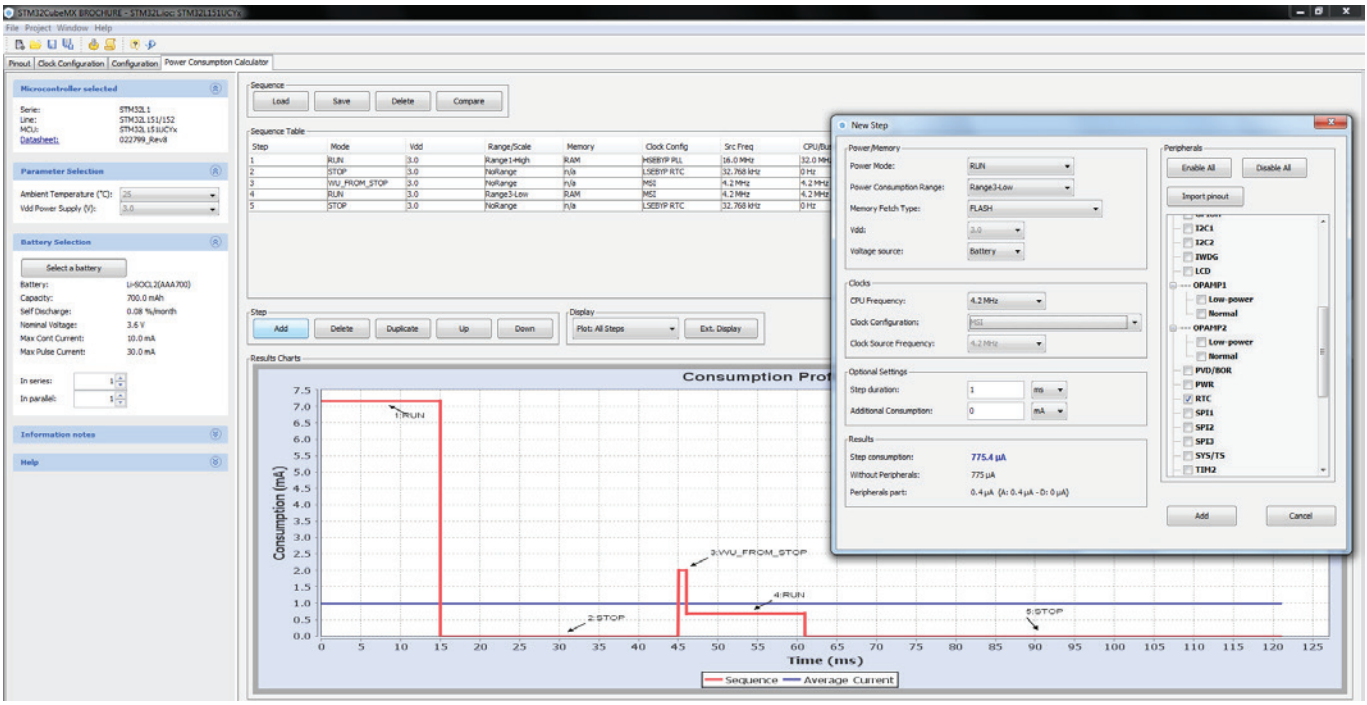 STM32CubeMX BROCHURE - STM32L.ioc: STM32L151UCYx
File Project Window Help
Pinout Clock Configuration Configuration Power Consumption Calculator
Microcontroller selected
Serie: STM32L1
Line: STM32L151/152
MCU: STM32L151UCYx
Datasheet: 022799_Rev8
Parameter Selection
Ambient Temperature (°C): 25
Vdd Power Supply (V): 3.0
Battery Selection
Select a battery
Battery: Li-SOCL2(AAA700)
Capacity: 700.0 mAh
Self Discharge: 0.08 %/month
Nominal Voltage: 3.6 V
Max Cont Current: 10.0 mA
Max Pulse Current: 30.0 mA
In series: 1
In parallel: 1
Information notes
Help
Sequence
Load Save Delete Compare
Sequence Table
Step Mode Vdd Range/Scale Memory Clock Config Src Freq
1 RUN 3.0 Range1-High RAM HSEBYP PLL 16.0 MHz 32.0 MHz
2 STOP 3.0 NoRange n/a LSEBYP RTC 32.768 kHz 0 Hz
3 WU_FROM_STOP 3.0 NoRange n/a MSI 4.2 MHz 4.2 MHz
4 RUN 3.0 Range3-Low RAM MSI 4.2 MHz 4.2 MHz
5 STOP 3.0 NoRange n/a LSEBYP RTC 32.768 kHz 0 Hz
Step
Add Delete Duplicate Up Down
Display
Plot: All Steps Ext. Display
Results Charts
Consumption Prof
Consumption (mA)
7.5
7.0
6.5
6.0
5.5
5.0
4.5
4.0
3.5
3.0
2.5
2.0
1.5
1.0
0.5
0.0
1:RUN
2:STOP
3:WU_FROM_STOP
4:RUN
5:STOP
0 5 10 15 20 25 30 35 40 45 50 55 60 65 70 75 80 85 90 95 100 105 110 115 120 125
Time (ms)
Sequence Average Current
New Step
Power/Memory
Power Mode: RUN
Power Consumption Range: Range3-Low
Memory Fetch Type: FLASH
Vdd: 3.0
Voltage source: Battery
Clocks
CPU Frequency: 4.2 MHz
Clock Configuration: MSI
Clock Source Frequency: 4.2 MHz
Optional Settings
Step duration: 1 ms
Additional Consumption: 0 mA
Results
Step consumption: 775.4 µA
Without Peripherals: 775 µA
Peripherals part: 0.4 µA (A: 0.4 µA - D: 0 µA)
Peripherals
Enable All Disable All
Import pinout
I2C1
I2C2
IWDG
LCD
OPAMP1
Low-power
Normal
OPAMP2
Low-power
Normal
PVD/BOR
PWR
RTC
SPI1
SPI2
SPI3
SYS/TS
TIM2
Add Cancel